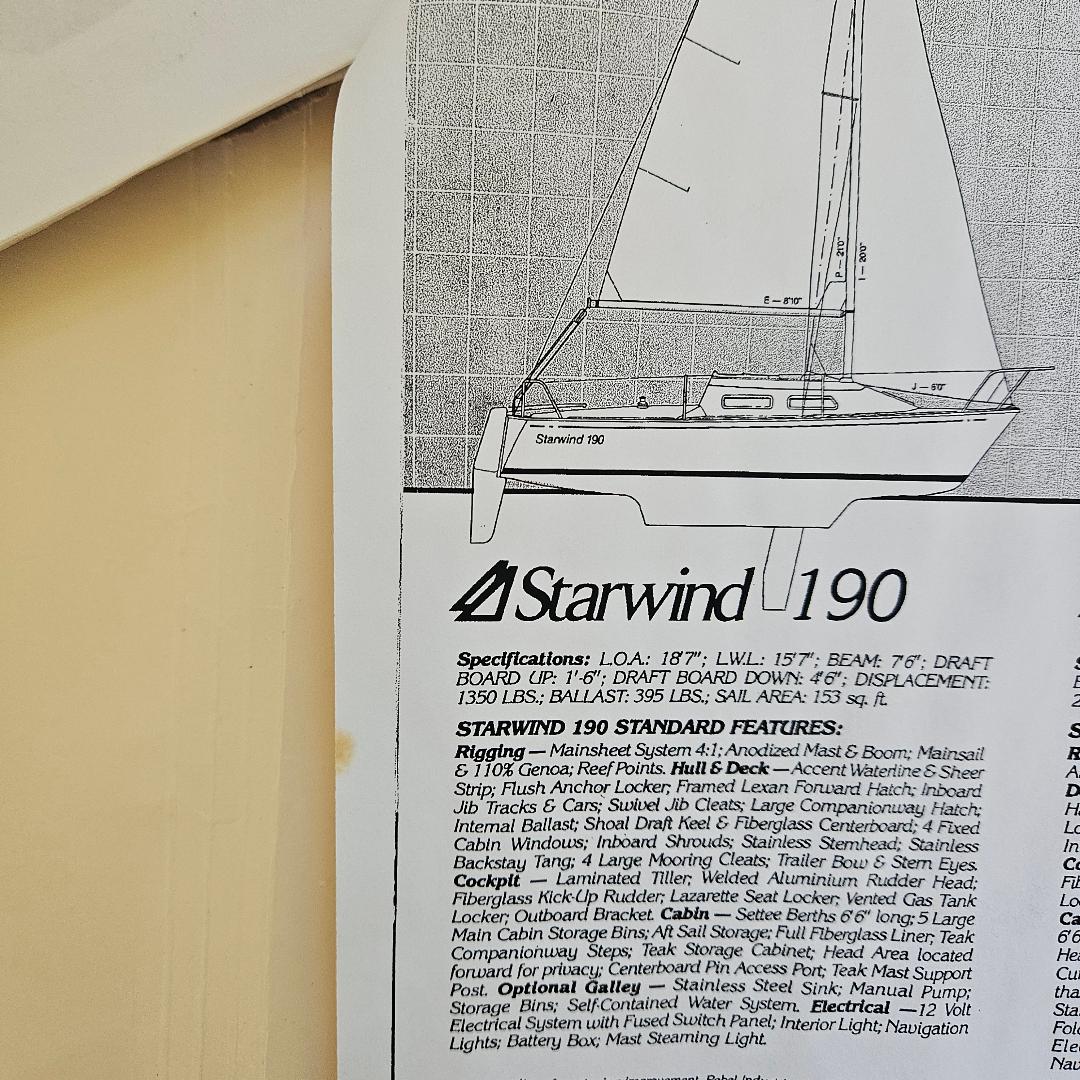 P — 21'0"
I — 20'0"
E — 8'10"
J — 6'0"
Starwind 190
Starwind 190
Specifications: L.O.A.: 18'7"; L.W.L.: 15'7"; BEAM: 7'6"; DRAFT
BOARD UP: 1'-6"; DRAFT BOARD DOWN: 4'6"; DISPLACEMENT:
1350 LBS.; BALLAST: 395 LBS.; SAIL AREA: 153 sq. ft.
STARWIND 190 STANDARD FEATURES:
Rigging — Mainsheet System 4:1; Anodized Mast & Boom; Mainsail
& 110% Genoa; Reef Points. Hull & Deck — Accent Waterline & Sheer
Strip; Flush Anchor Locker; Framed Lexan Forward Hatch; Inboard
Jib Tracks & Cars; Swivel Jib Cleats; Large Companionway Hatch;
Internal Ballast; Shoal Draft Keel & Fiberglass Centerboard; 4 Fixed
Cabin Windows; Inboard Shrouds; Stainless Stemhead; Stainless
Backstay Tang; 4 Large Mooring Cleats; Trailer Bow & Stern Eyes.
Cockpit — Laminated Tiller; Welded Aluminium Rudder Head;
Fiberglass Kick-Up Rudder; Lazarette Seat Locker; Vented Gas Tank
Locker; Outboard Bracket. Cabin — Settee Berths 6'6" long; 5 Large
Main Cabin Storage Bins; Aft Sail Storage; Full Fiberglass Liner; Teak
Companionway Steps; Teak Storage Cabinet; Head Area located
forward for privacy; Centerboard Pin Access Port; Teak Mast Support
Post. Optional Galley — Stainless Steel Sink; Manual Pump;
Storage Bins; Self-Contained Water System. Electrical — 12 Volt
Electrical System with Fused Switch Panel; Interior Light; Navigation
Lights; Battery Box; Mast Steaming Light.